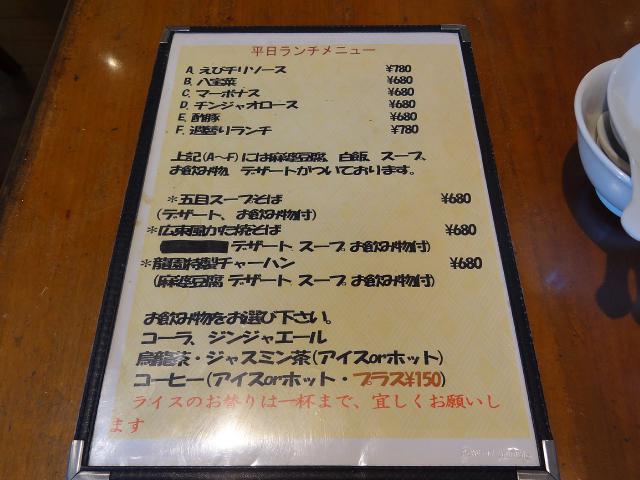 平日ランチメニュー
A. えびチリソース ¥780
B. 八宝菜 ¥680
C. マーボナス ¥680
D. チンジャオロース ¥680
E. 酢豚 ¥680
F. 週替りランチ ¥780
上記(A～F)には麻婆豆腐、白飯、スープ、
お飲み物、デザートがついております。
*五目スープそば ¥680
(デザート、お飲み物付)
*広東風かた焼そば ¥680
デザート スープ お飲み物付)
*龍園特製チャーハン ¥680
(麻婆豆腐 デザート スープ お飲み物付)
お飲み物をお選び下さい。
コーラ、ジンジャエール
烏龍茶・ジャスミン茶(アイスorホット)
コーヒー(アイスorホット・プラス¥150)
ライスのお替りは一杯まで、宜しくお願いし
ます